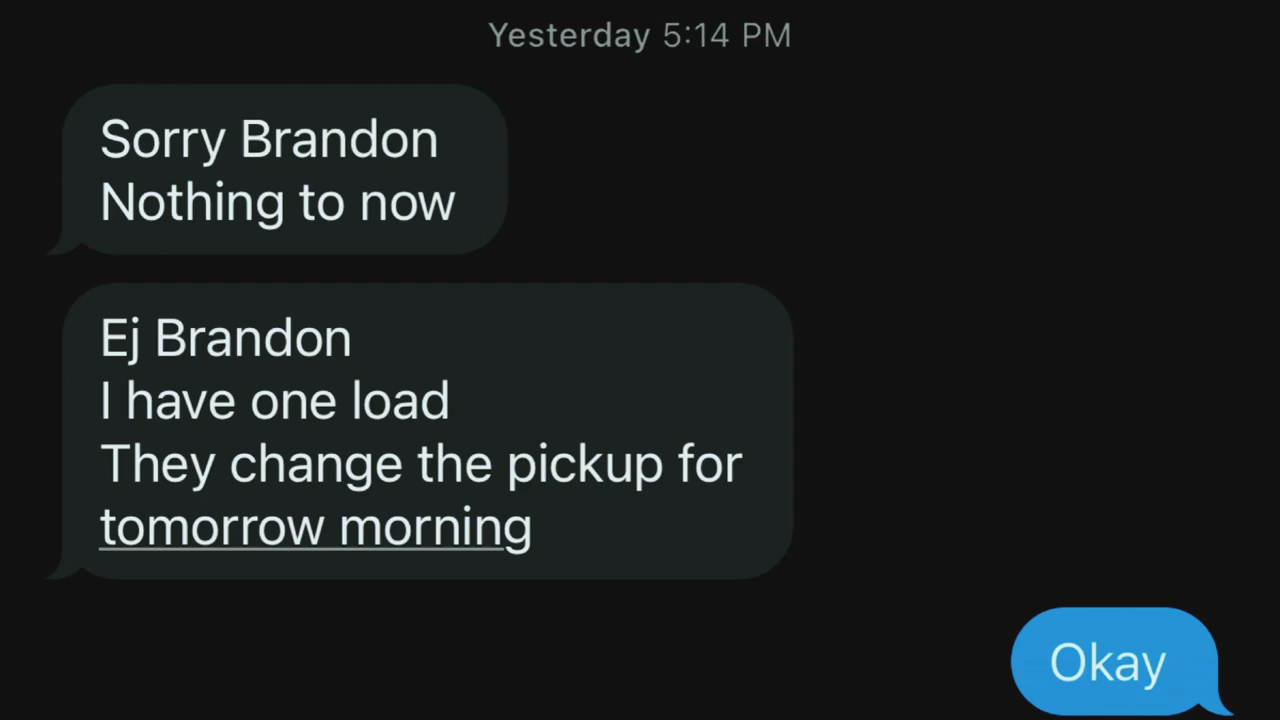 Yesterday 5:14 PM
Sorry Brandon
Nothing to now
Ej Brandon
I have one load
They change the pickup for
tomorrow morning
Okay